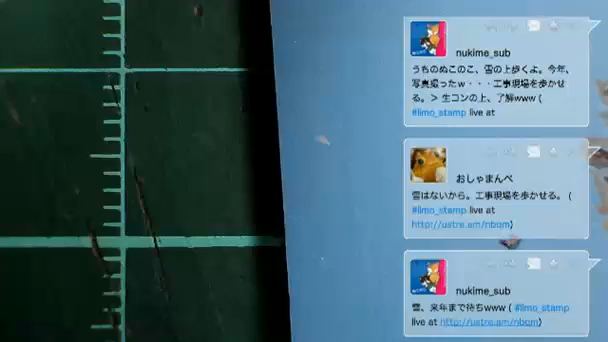 nukime_sub
うちのぬこのこ、雪の上歩くよ。今年、
写真撮ったｗ・・・工事現場を歩かせ
る。＞ 生コンの上、了解www (
#limo_stamp live at
おしゃまんべ
雪はないから。工事現場を歩かせる。 (
#limo_stamp live at
http://ustre.am/nbqm)
nukime_sub
雪、来年まで待ちwww ( #limo_stamp
live at http://ustre.am/nbqm)